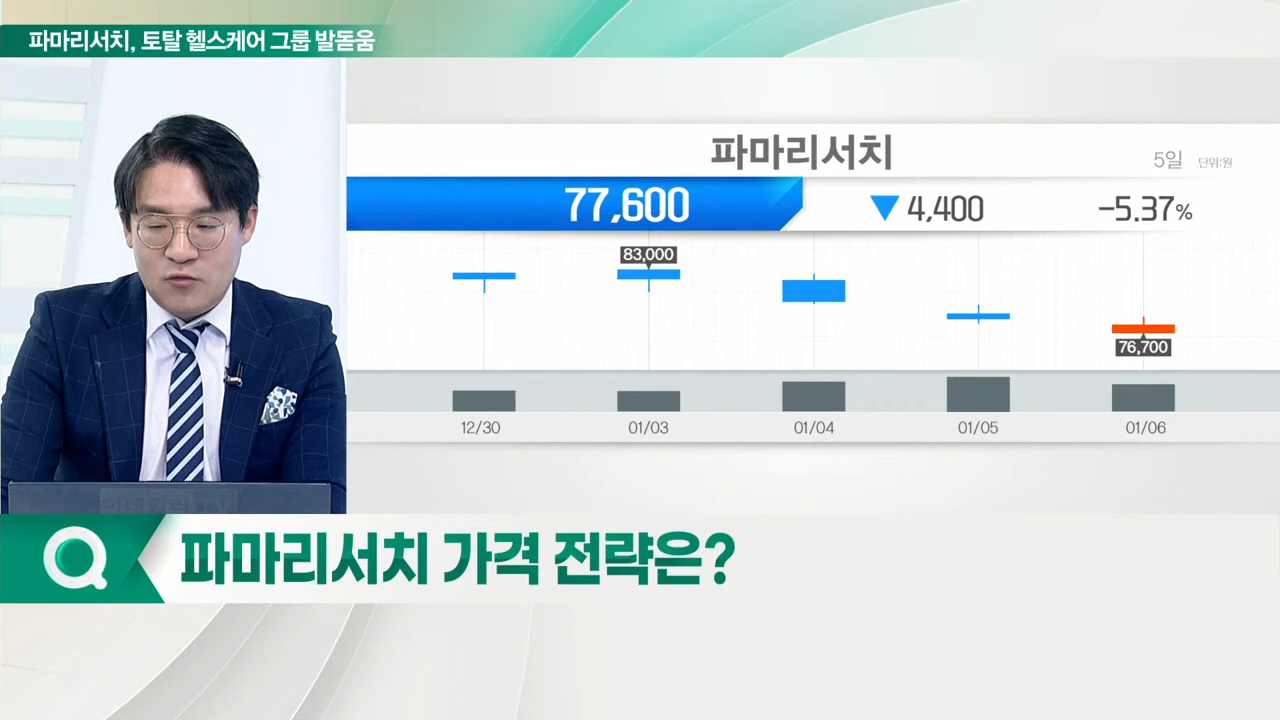 파마리서치, 토탈 헬스케어 그룹 발돋움
파마리서치
5일 단위:원
77,600 ▼4,400 -5.37%
83,000
76,700
12/30 01/03 01/04 01/05 01/06
Q 파마리서치 가격 전략은?